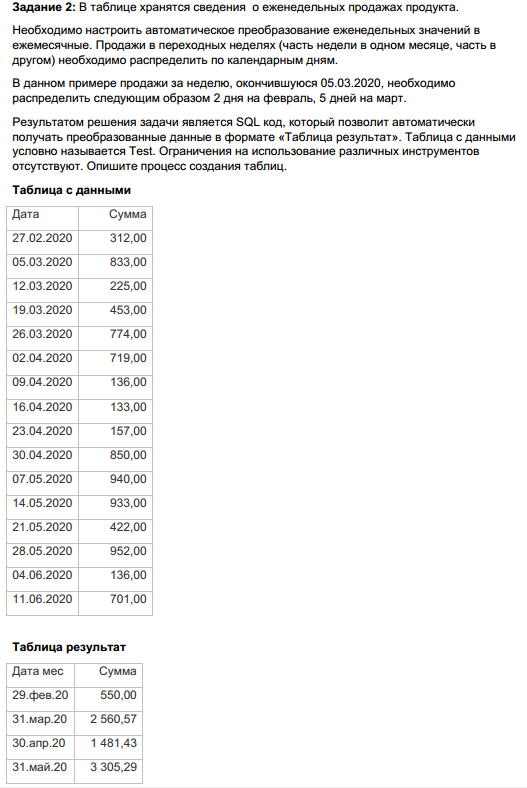 Задание 2: В таблице хранятся сведения о еженедельных продажах продукта.
Необходимо настроить автоматическое преобразование еженедельных значений в
ежемесячные. Продажи в переходных неделях (часть недели в одном месяце, часть в
другом) необходимо распределить по календарным дням.
В данном примере продажи за неделю, окончившуюся 05.03.2020, необходимо
распределить следующим образом 2 дня на февраль, 5 дней на март.
Результатом решения задачи является SQL код, который позволит автоматически
получать преобразованные данные в формате «Таблица результат». Таблица с данными
условно называется Test. Ограничения на использование различных инструментов
отсутствуют. Опишите процесс создания таблиц.
Таблица с данными
Дата Сумма
27.02.2020 312,00
05.03.2020 833,00
12.03.2020 225,00
19.03.2020 453,00
26.03.2020 774,00
02.04.2020 719,00
09.04.2020 136,00
16.04.2020 133,00
23.04.2020 157,00
30.04.2020 850,00
07.05.2020 940,00
14.05.2020 933,00
21.05.2020 422,00
28.05.2020 952,00
04.06.2020 136,00
11.06.2020 701,00
Таблица результат
Дата мес Сумма
29.фев.20 550,00
31.мар.20 2 560,57
30.апр.20 1 481,43
31.май.20 3 305,29